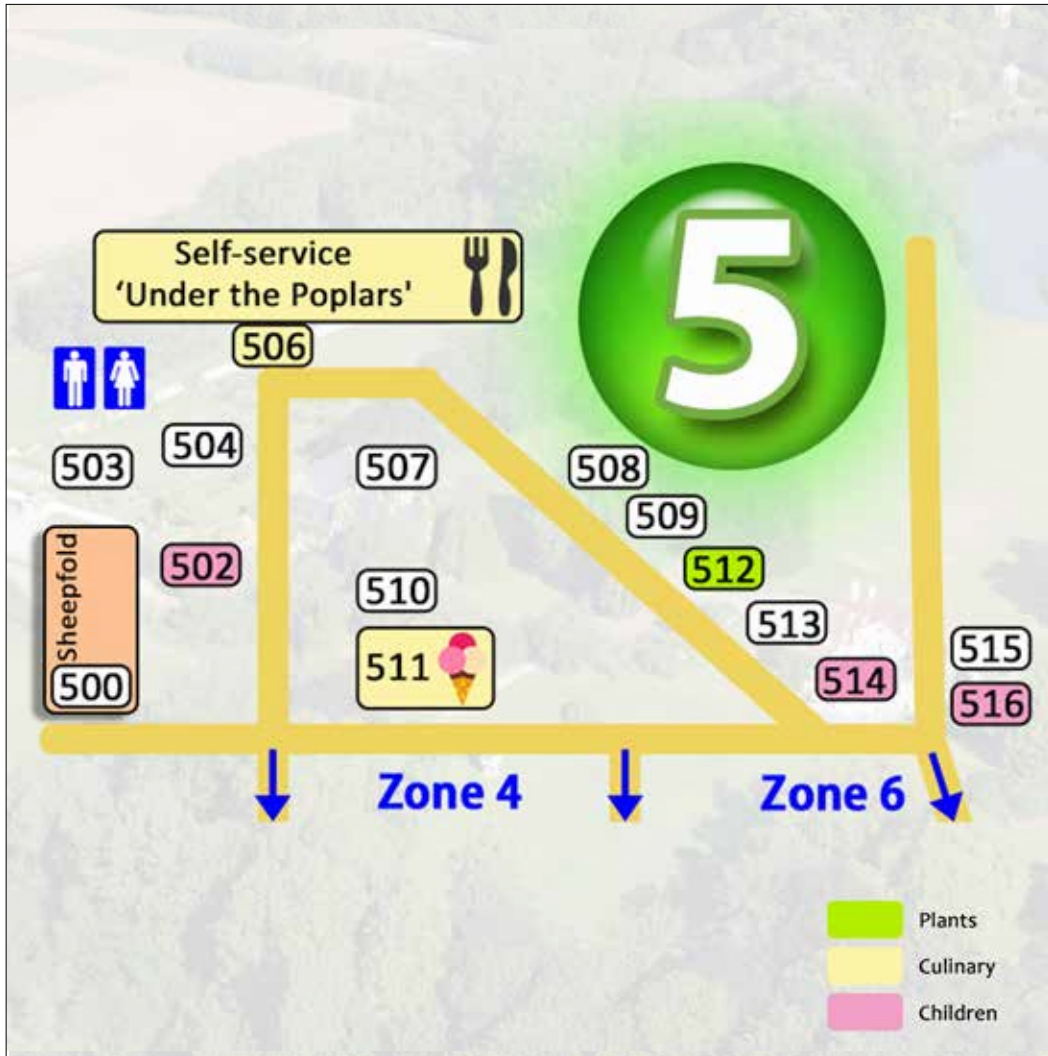 Self-service
‘Under the Poplars'
5
506
503
504
507
508
509
Sheepfold
502
512
510
513
515
500
511
514
516
Zone 4
Zone 6
Plants
Culinary
Children